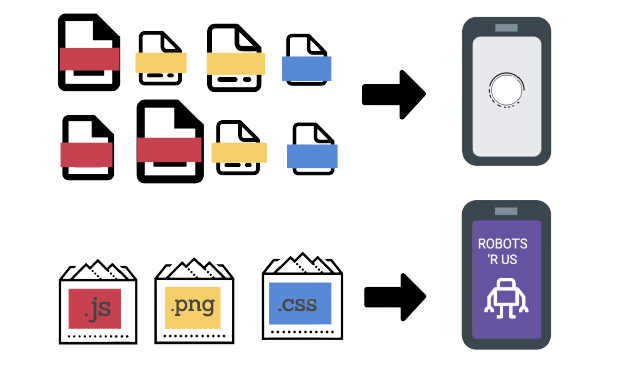 ROBOTS
'R US
.js
.png
.css